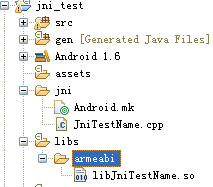 jni_test
src
gen [Generated Java Files]
Android 1.6
assets
jni
Android.mk
JniTestName.cpp
libs
armeabi
libJniTestName.so